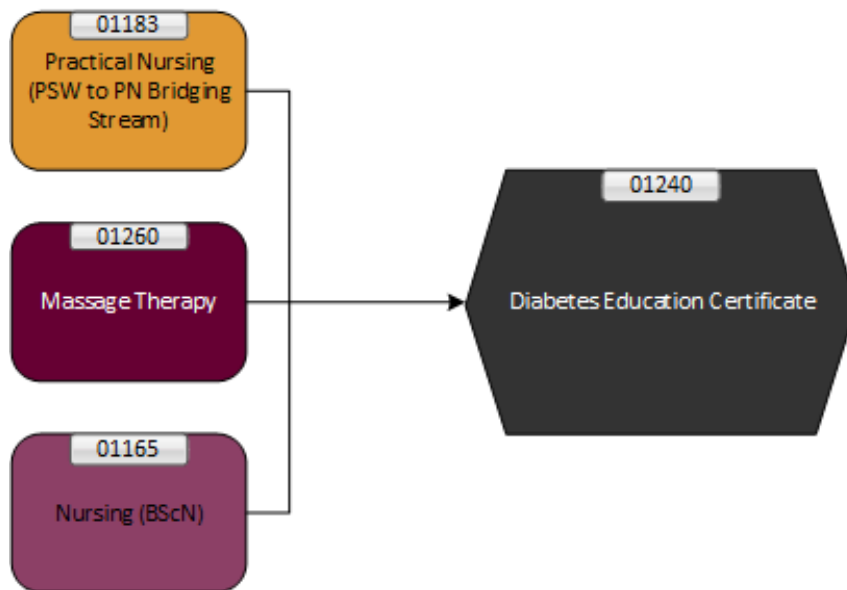 01183
Practical Nursing
(PSW to PN Bridging
Stream)
01260
Massage Therapy
01165
Nursing (BScN)
01240
Diabetes Education Certificate